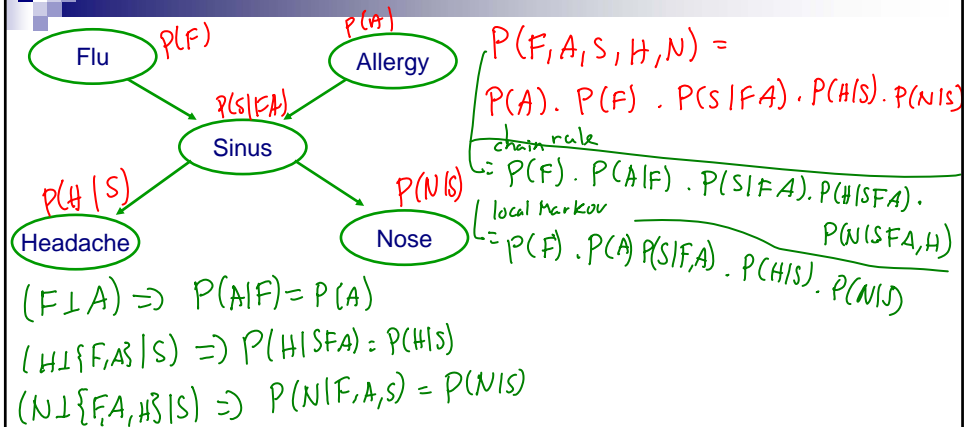 Flu
P(F)
P(A)
Allergy
P(S|FA)
Sinus
P(H|S)
Headache
P(N|S)
Nose
P(F,A,S,H,N) =
P(A). P(F) . P(S|FA). P(H|S). P(N|S)
chain rule
= P(F). P(A|F) . P(S|FA). P(H|SFA).
P(N|SFA,H)
local Markov
= P(F) . P(A) P(S|F,A) . P(H|S). P(N|S)
(F⊥A) => P(A|F) = P(A)
(H⊥{F,A}|S) => P(H|SFA) = P(H|S)
(N⊥{F,A,H}|S) => P(N|F,A,S) = P(N|S)